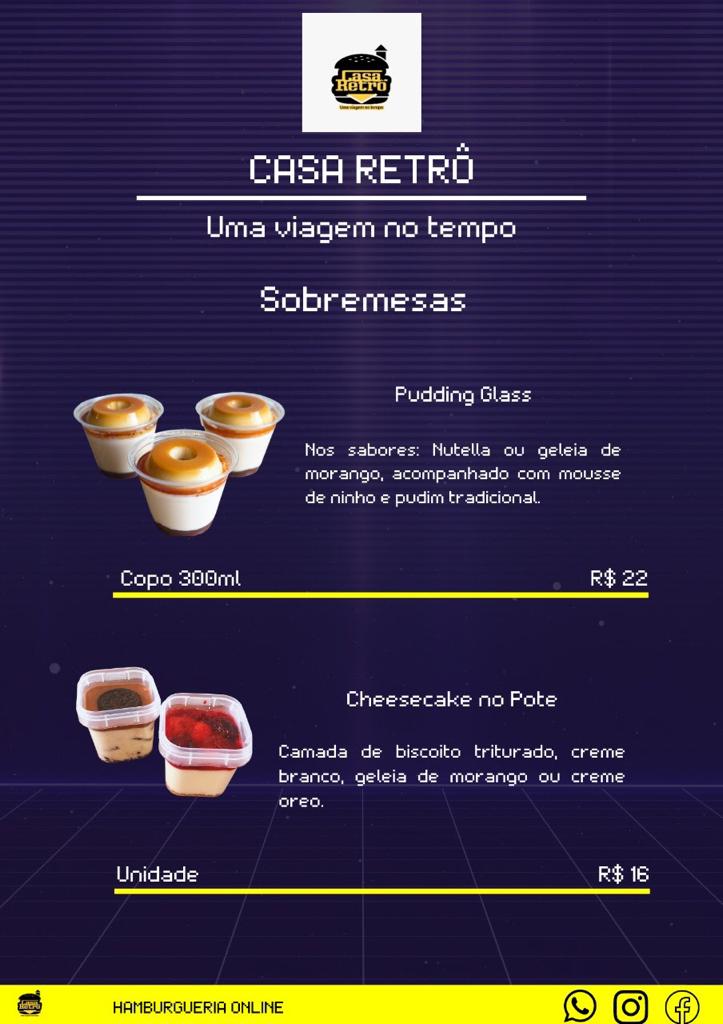 Casa
Retrô
Uma viagem no tempo
CASA RETRÔ
Uma viagem no tempo
Sobremesas
Pudding Glass
Nos sabores: Nutella ou geleia de
morango, acompanhado com mousse
de ninho e pudim tradicional.
Copo 300ml R$ 22
Cheesecake no Pote
Camada de biscoito triturado, creme
branco, geleia de morango ou creme
oreo.
Unidade R$ 16
Casa
Retrô
HAMBURGUERIA ONLINE